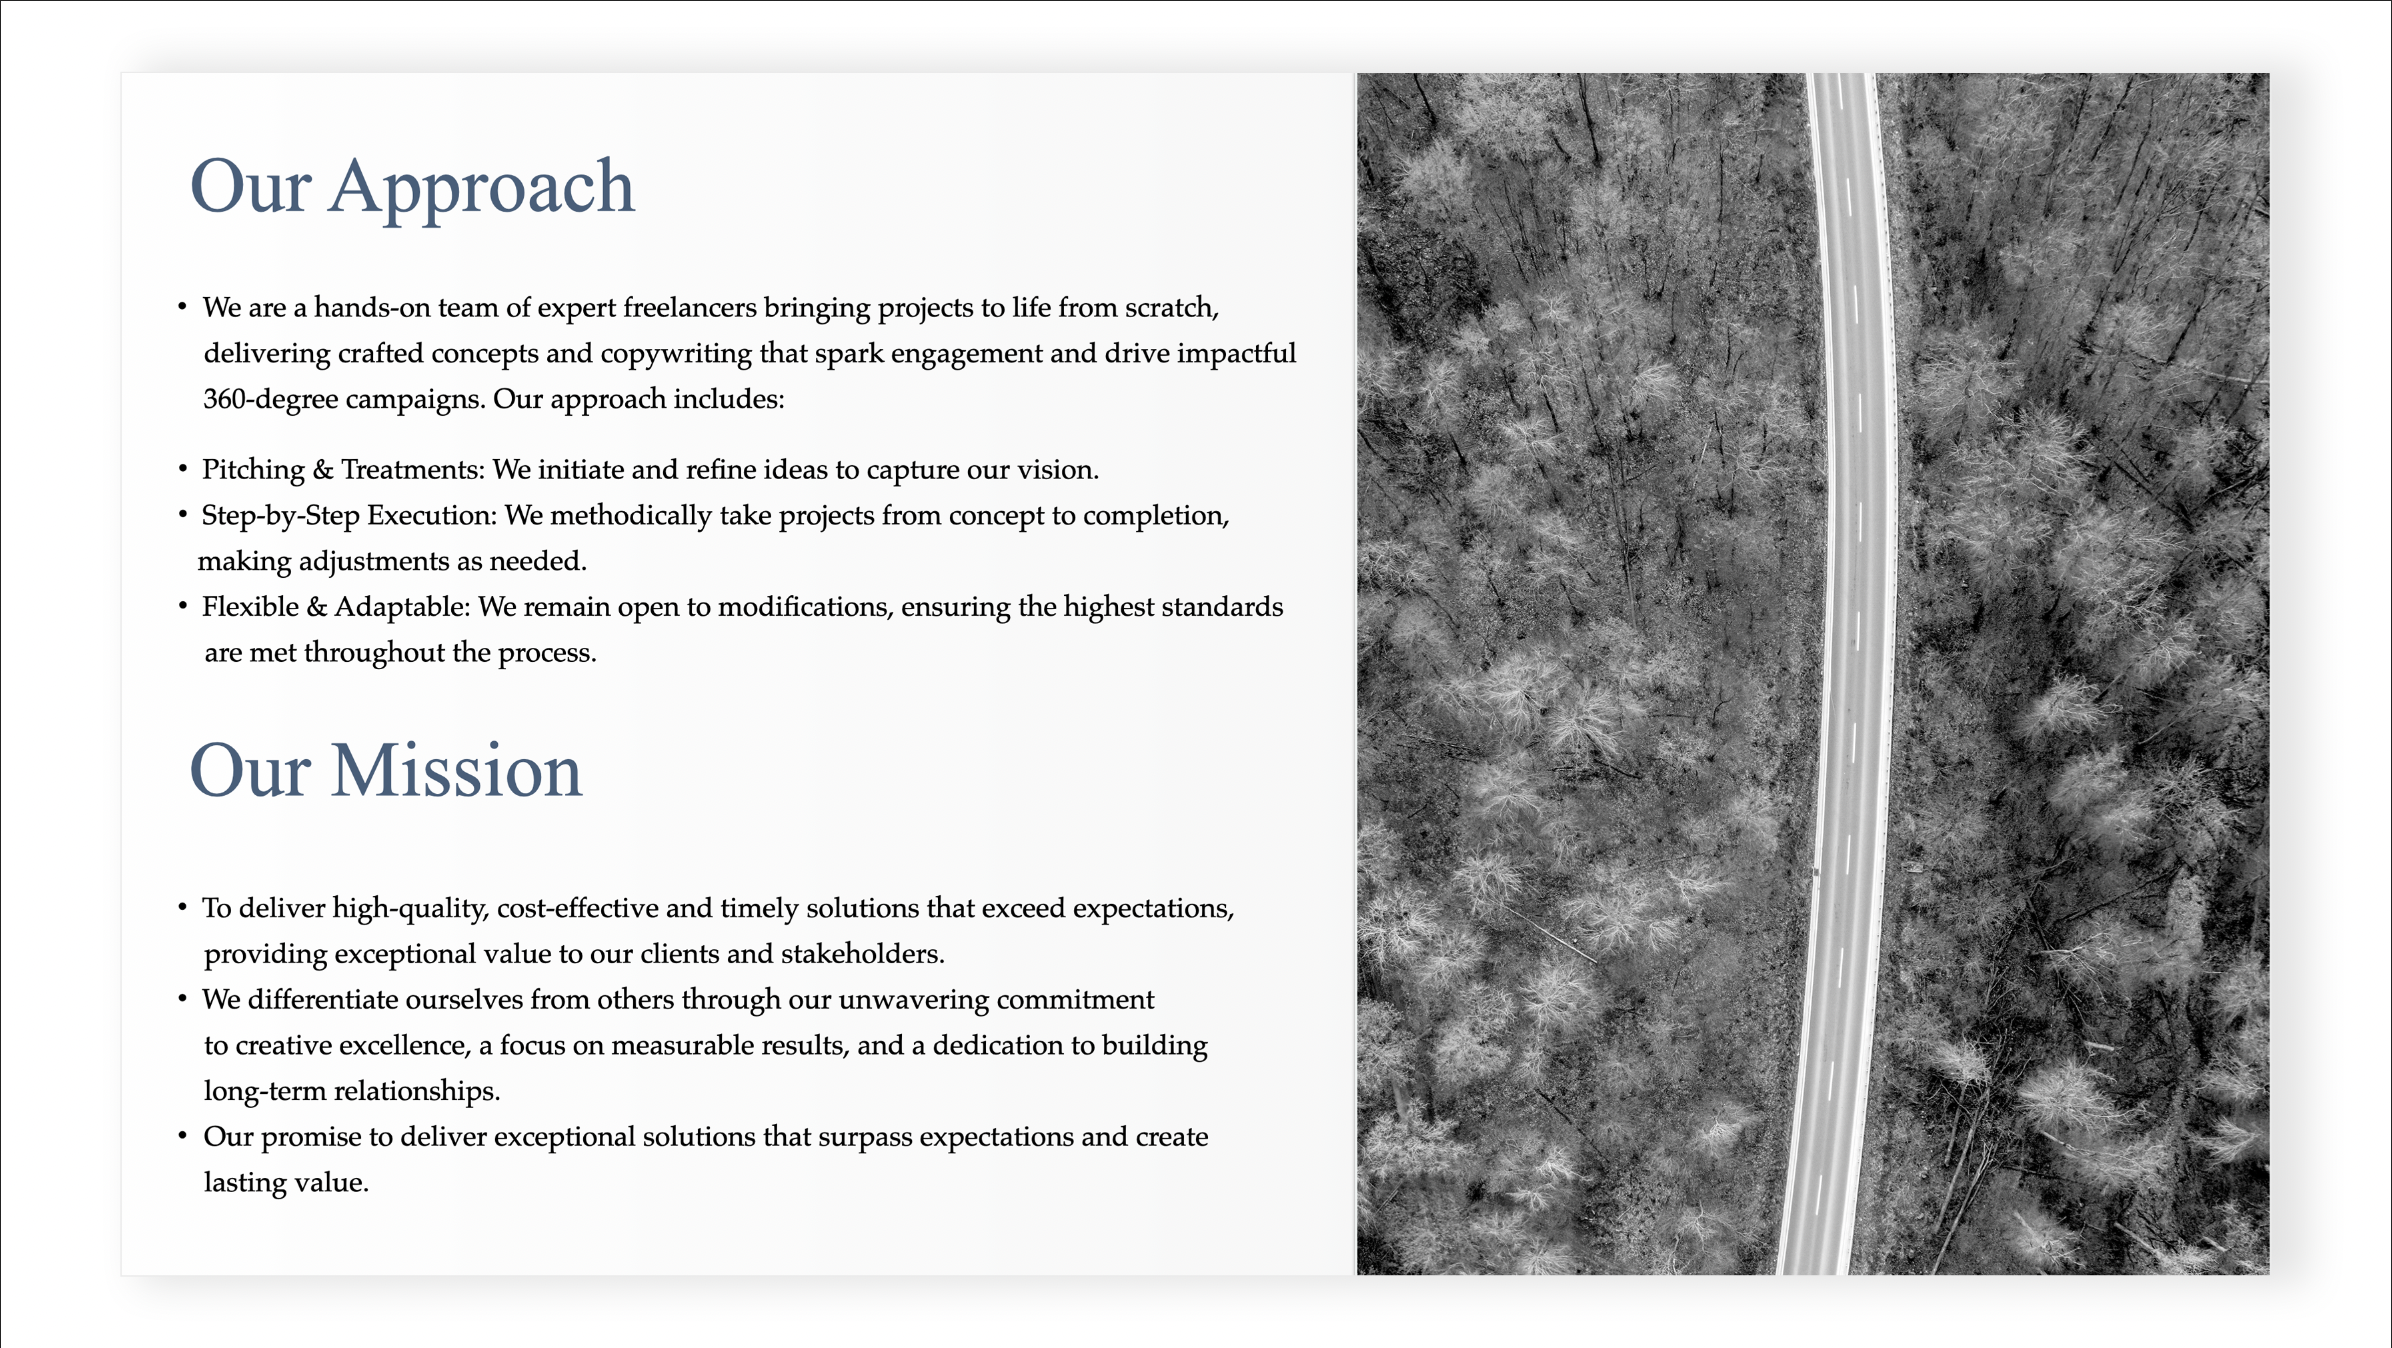 Our Approach
• We are a hands-on team of expert freelancers bringing projects to life from scratch,
delivering crafted concepts and copywriting that spark engagement and drive impactful
360-degree campaigns. Our approach includes:
• Pitching & Treatments: We initiate and refine ideas to capture our vision.
• Step-by-Step Execution: We methodically take projects from concept to completion,
making adjustments as needed.
• Flexible & Adaptable: We remain open to modifications, ensuring the highest standards
are met throughout the process.
Our Mission
• To deliver high-quality, cost-effective and timely solutions that exceed expectations,
providing exceptional value to our clients and stakeholders.
• We differentiate ourselves from others through our unwavering commitment
to creative excellence, a focus on measurable results, and a dedication to building
long-term relationships.
• Our promise to deliver exceptional solutions that surpass expectations and create
lasting value.